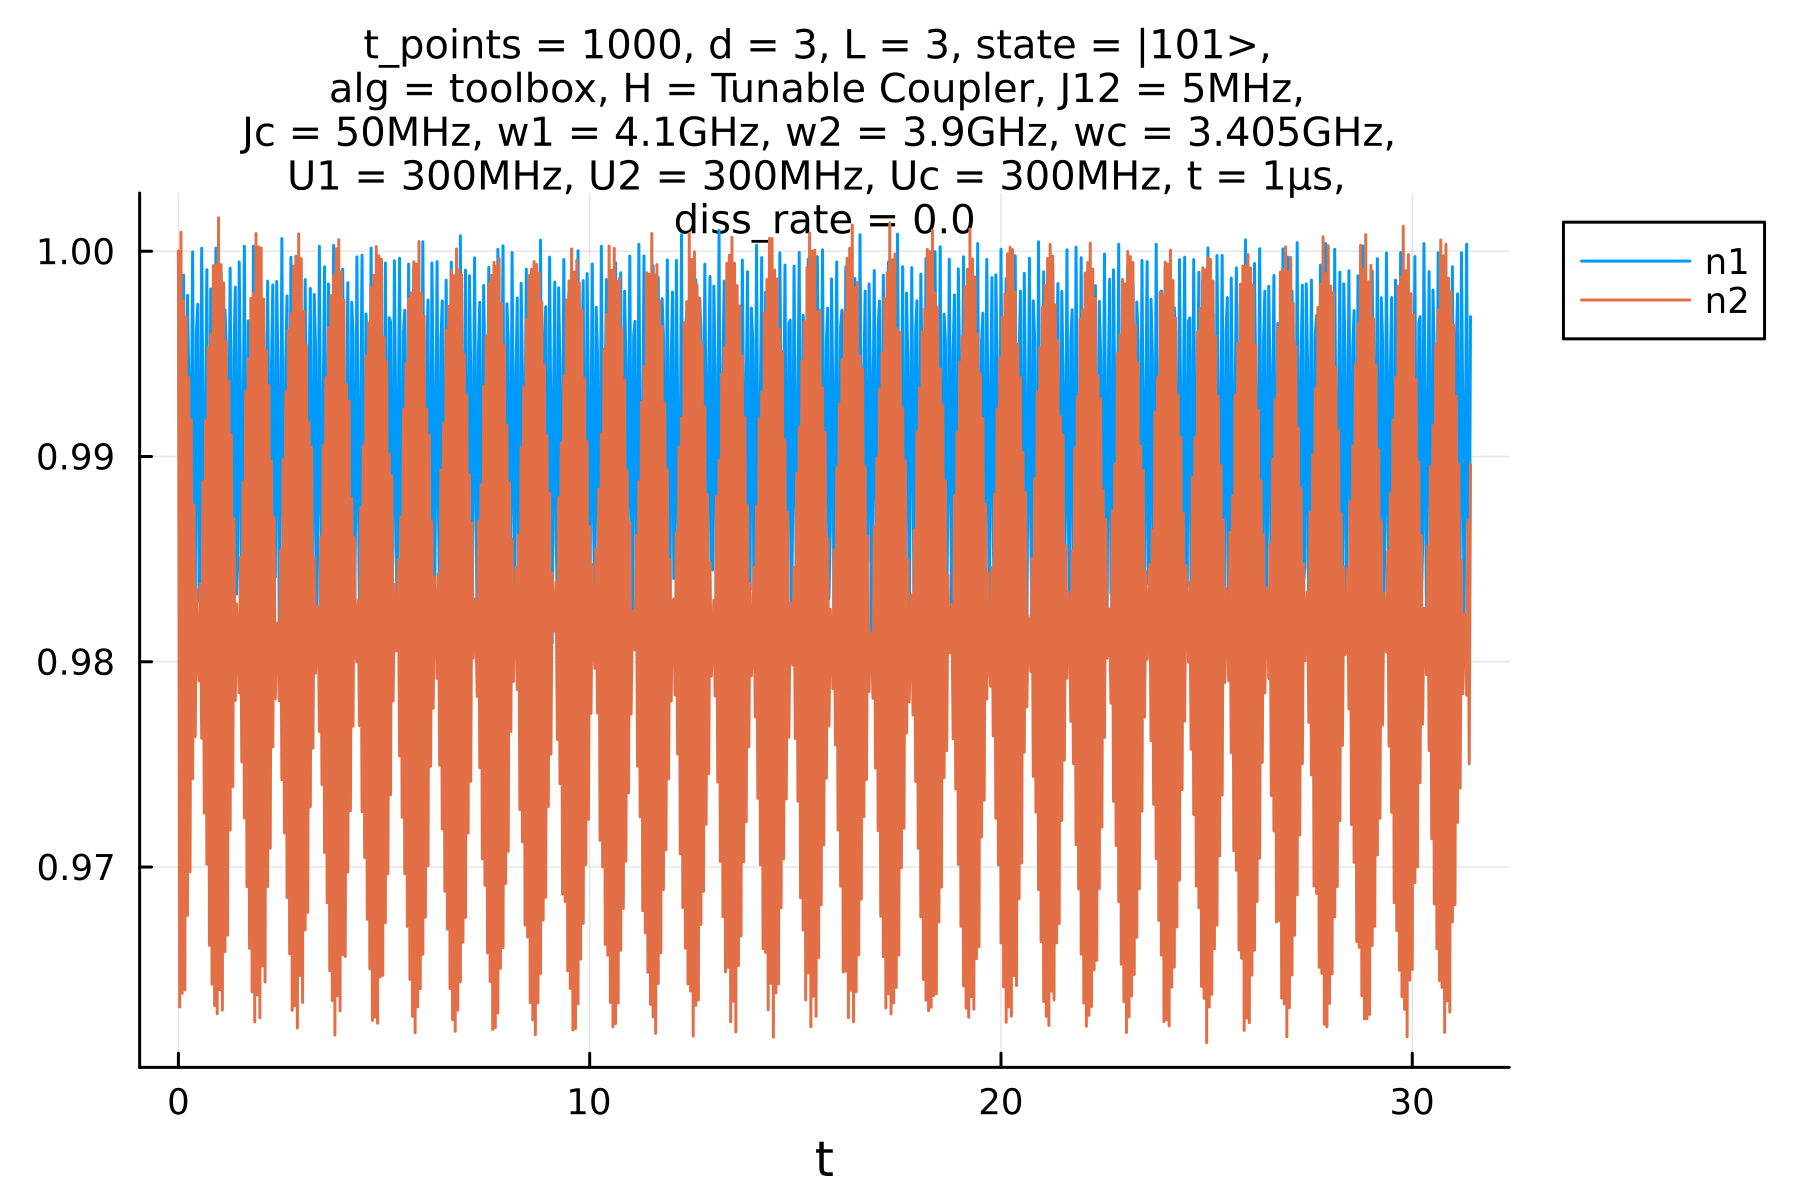 t_points = 1000, d = 3, L = 3, state = |101>,
alg = toolbox, H = Tunable Coupler, J12 = 5MHz,
Jc = 50MHz, w1 = 4.1GHz, w2 = 3.9GHz, wc = 3.405GHz,
U1 = 300MHz, U2 = 300MHz, Uc = 300MHz, t = 1μs,
diss_rate = 0.0
1.00
0.99
0.98
0.97
0
10
20
30
t
n1
n2